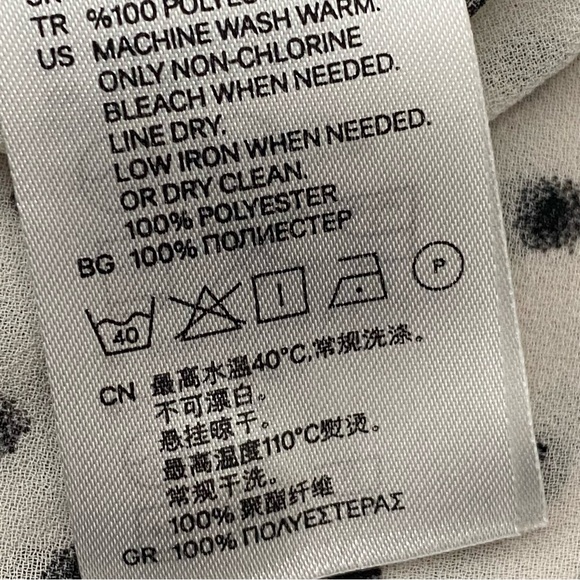 TR %100 POLYES
US MACHINE WASH WARM.
ONLY NON-CHLORINE
BLEACH WHEN NEEDED.
LINE DRY.
LOW IRON WHEN NEEDED.
OR DRY CLEAN.
100% POLYESTER
BG 100% ПОЛИЕСТЕР
40 P
CN 最高水温40°C,常规洗涤。
不可漂白。
悬挂晾干。
最高温度110°C熨烫。
常规干洗。
100% 聚酯纤维
GR 100% ΠΟΛΥΕΣΤΕΡΑΣ